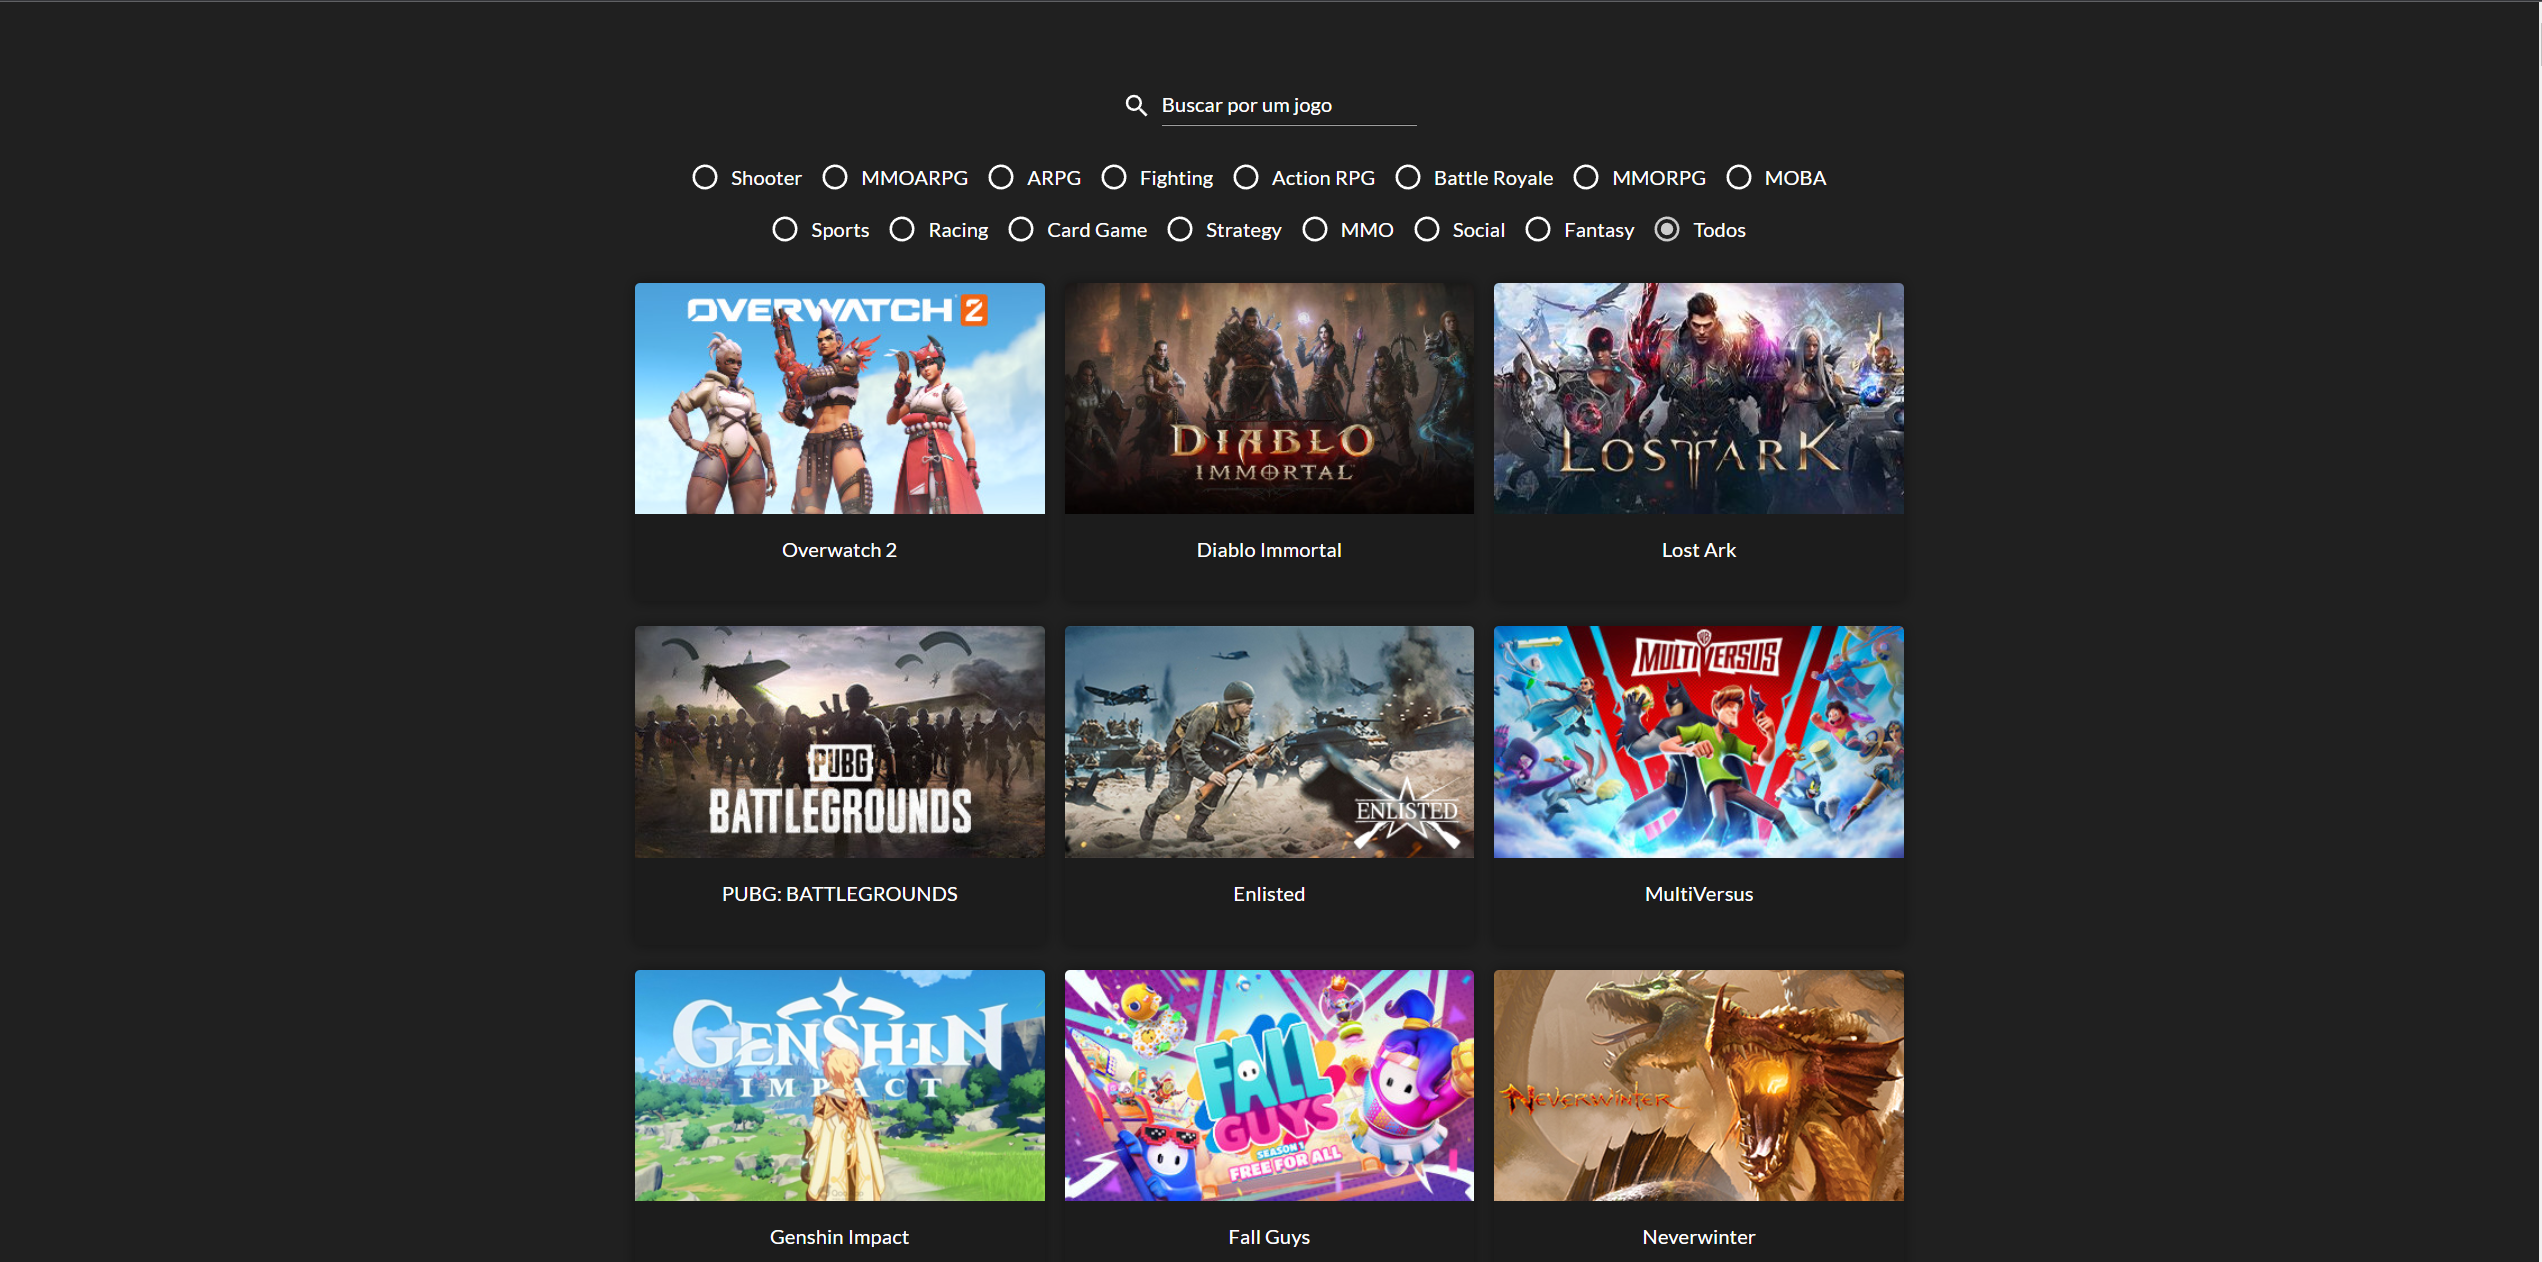 Buscar por um jogo
Shooter MMOARPG ARPG Fighting Action RPG Battle Royale MMORPG MOBA
Sports Racing Card Game Strategy MMO Social Fantasy Todos
OVERWATCH 2
DIABLO
IMMORTAL
LOST ARK
Overwatch 2 Diablo Immortal Lost Ark
PUBG
BATTLEGROUNDS
ENLISTED
MULTIVERSUS
PUBG: BATTLEGROUNDS Enlisted MultiVersus
GENSHIN
IMPACT
FALL
GUYS
SEASON 1
FREE FOR ALL
NEVERWINTER
Genshin Impact Fall Guys Neverwinter